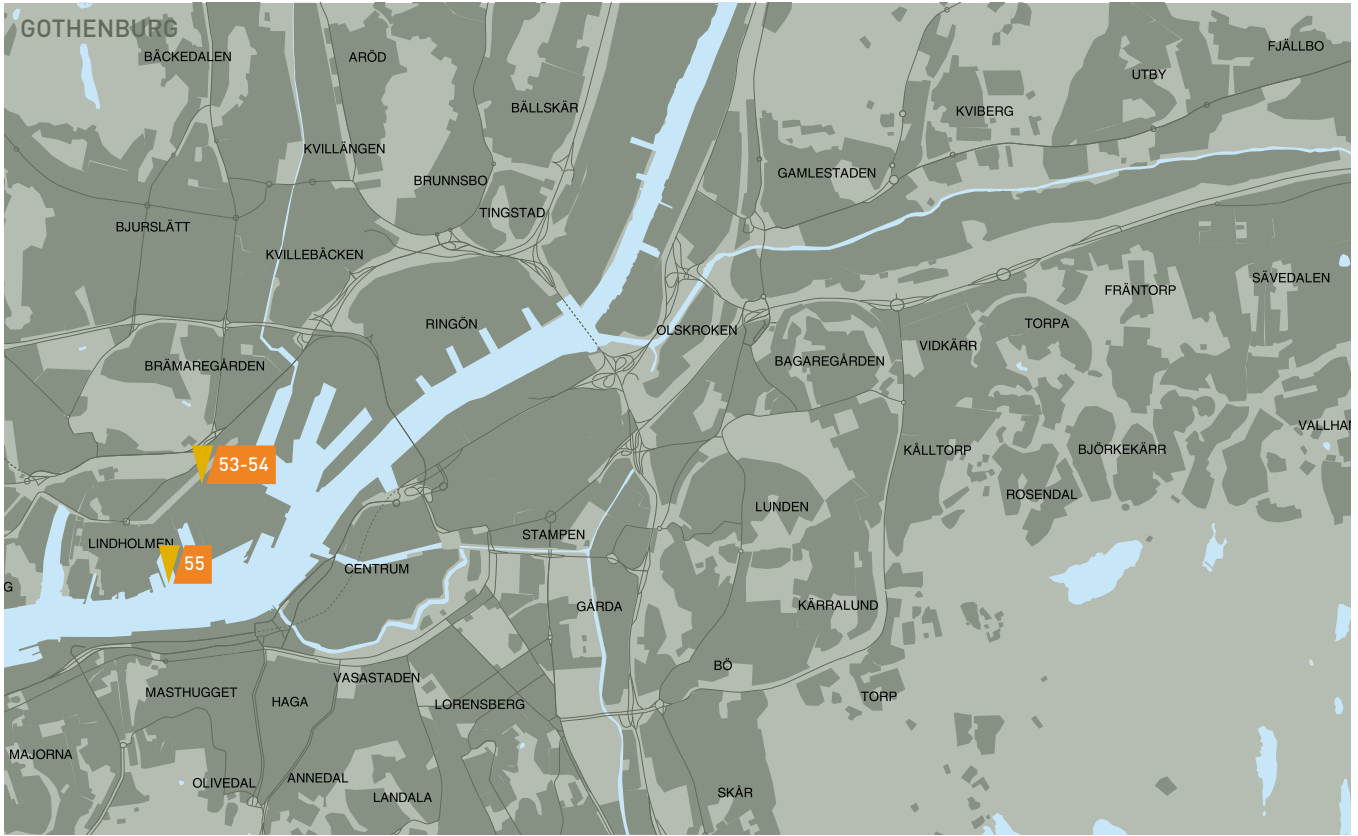 GOTHENBURG
FJÄLLBO
BÄCKEDALEN
ARÖD
UTBY
BÄLLSKÄR
KVIBERG
KVILLÄNGEN
GAMLESTADEN
BRUNNSBO
TINGSTAD
BJURSLÄTT
KVILLEBÄCKEN
SÄVEDALEN
FRÄNTORP
RINGÖN
TORPA
OLSKROKEN
VIDKÄRR
BAGAREGÅRDEN
BRÄMAREGÅRDEN
VALLHAM
KÅLLTORP
BJÖRKEKÄRR
53-54
ROSENDAL
LUNDEN
STAMPEN
LINDHOLMEN
55
CENTRUM
G
GÅRDA
KÄRRALUND
BÖ
VASASTADEN
MASTHUGGET
TORP
HAGA
LORENSBERG
MAJORNA
ANNEDAL
OLIVEDAL
SKÅR
LANDALA